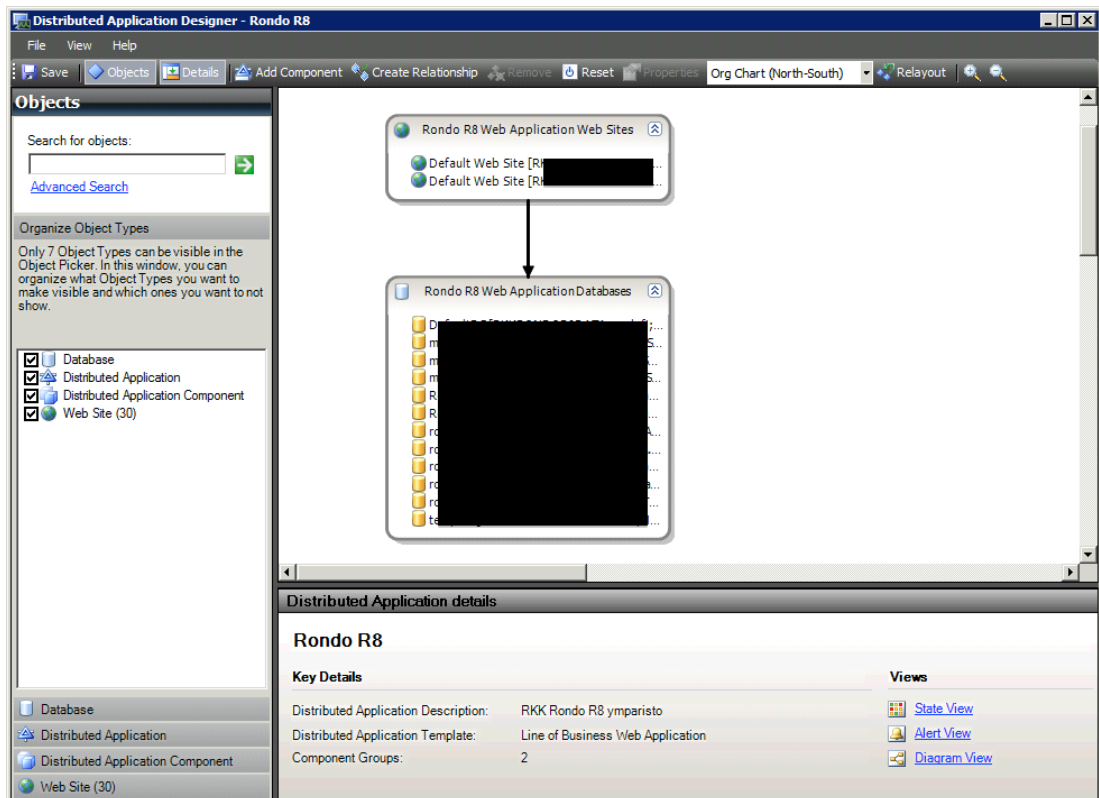 Distributed Application Designer - Rondo R8
File View Help
Save Objects Details Add Component Create Relationship Remove Reset Properties Org Chart (North-South) Relayout
Objects
Search for objects:
Advanced Search
Organize Object Types
Only 7 Object Types can be visible in the
Object Picker. In this window, you can
organize what Object Types you want to
make visible and which ones you want to not
show.
Database
Distributed Application
Distributed Application Component
Web Site (30)
Database
Distributed Application
Distributed Application Component
Web Site (30)
Rondo R8 Web Application Web Sites
Default Web Site [RK
Default Web Site [RK
Rondo R8 Web Application Databases
Distributed Application details
Rondo R8
Key Details
Distributed Application Description: RKK Rondo R8 ymparisto
Distributed Application Template: Line of Business Web Application
Component Groups: 2
Views
State View
Alert View
Diagram View